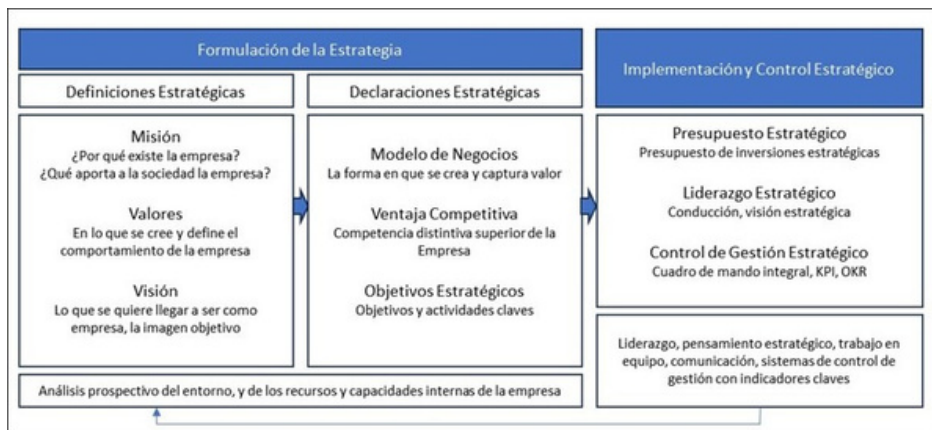 Formulación de la Estrategia
Definiciones Estratégicas
Misión
¿Por qué existe la empresa?
¿Qué aporta a la sociedad la empresa?
Valores
En lo que se cree y define el
comportamiento de la empresa
Visión
Lo que se quiere llegar a ser como
empresa, la imagen objetivo
Declaraciones Estratégicas
Modelo de Negocios
La forma en que se crea y captura valor
Ventaja Competitiva
Competencia distintiva superior de la
Empresa
Objetivos Estratégicos
Objetivos y actividades claves
Análisis prospectivo del entorno, y de los recursos y capacidades internas de la empresa
Implementación y Control Estratégico
Presupuesto Estratégico
Presupuesto de inversiones estratégicas
Liderazgo Estratégico
Conducción, visión estratégica
Control de Gestión Estratégico
Cuadro de mando integral, KPI, OKR
Liderazgo, pensamiento estratégico, trabajo en
equipo, comunicación, sistemas de control de
gestión con indicadores claves